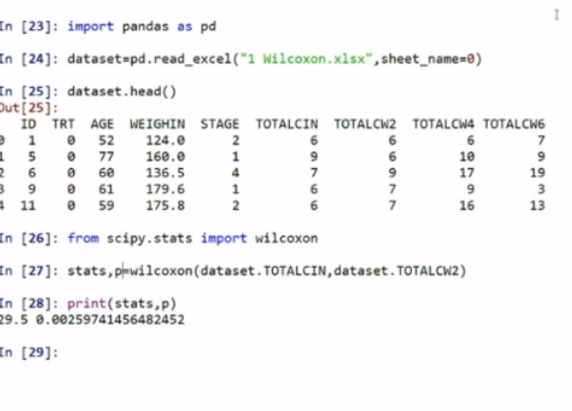 In [23]: import pandas as pd
In [24]: dataset=pd.read_excel("1 Wilcoxon.xlsx",sheet_name=0)
In [25]: dataset.head()
Out[25]:
ID TRT AGE WEIGHIN STAGE TOTALCIN TOTALCW2 TOTALCW4 TOTALCW6
0 1 0 52 124.0 2 6 6 6 7
1 5 0 77 160.0 1 9 6 10 9
2 6 0 60 136.5 4 7 9 17 19
3 9 0 61 179.6 1 6 7 9 3
4 11 0 59 175.8 2 6 7 16 13
In [26]: from scipy.stats import wilcoxon
In [27]: stats,p=wilcoxon(dataset.TOTALCIN,dataset.TOTALCW2)
In [28]: print(stats,p)
29.5 0.00259741456482452
In [29]: